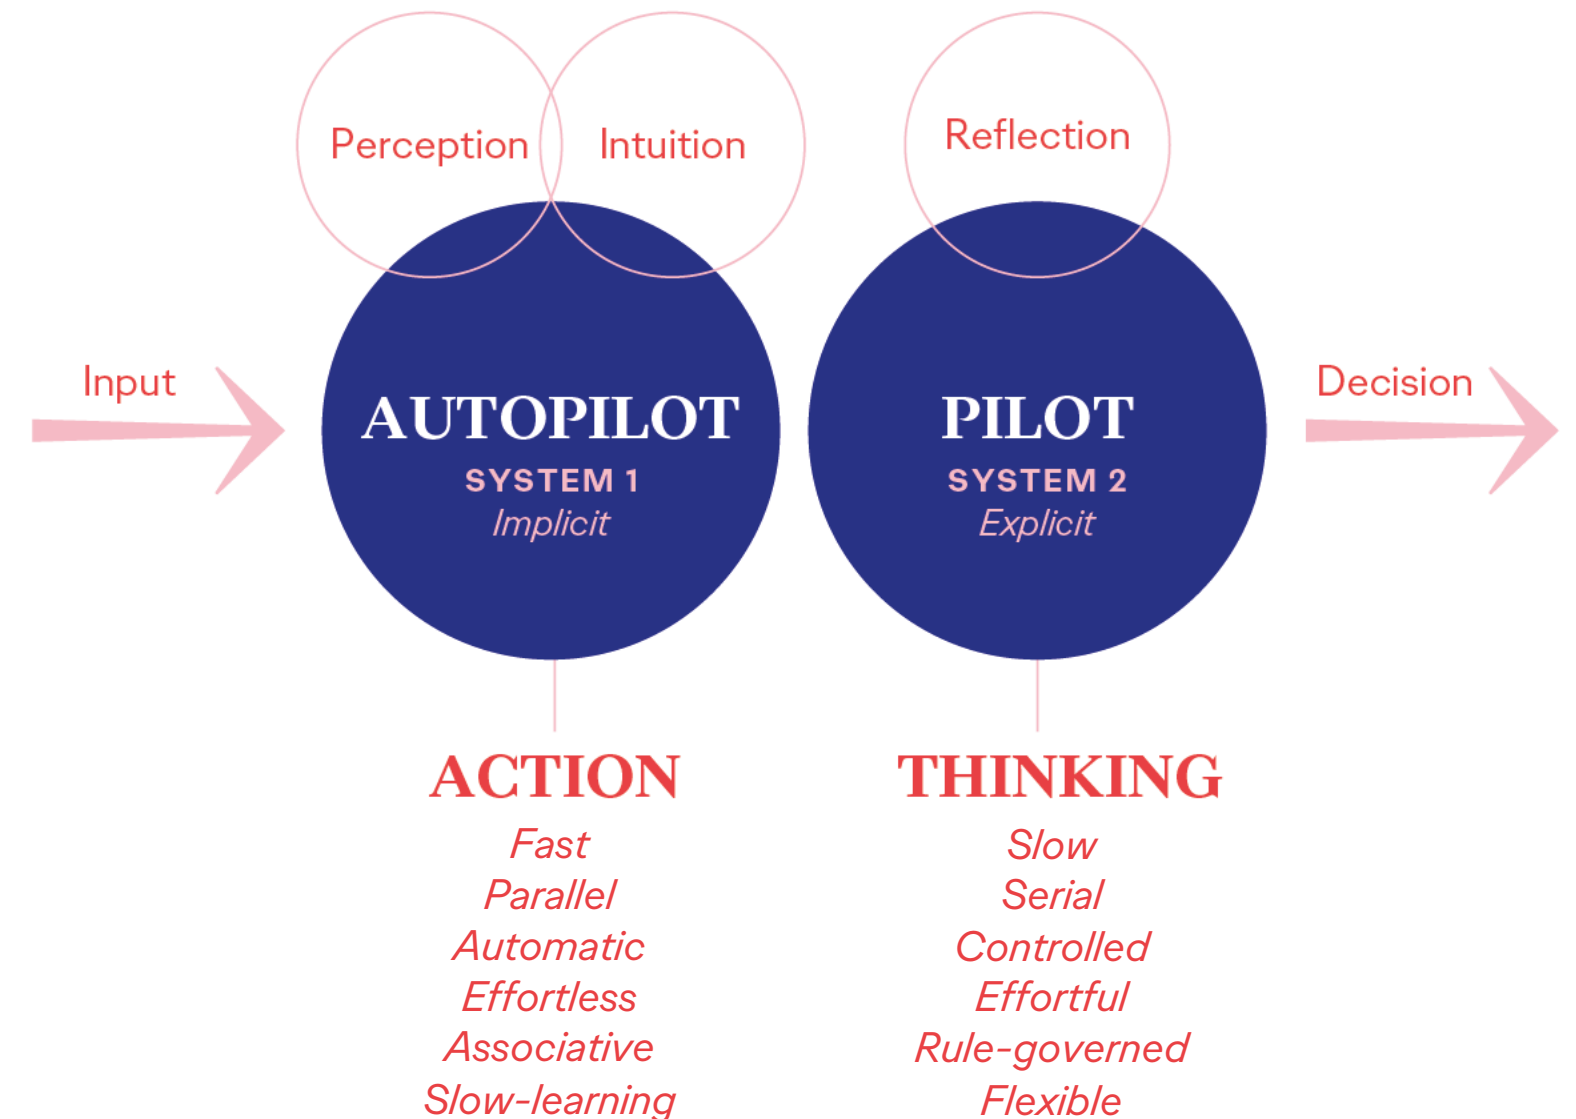 Perception
Intuition
Reflection
Input
Decision
AUTOPILOT
SYSTEM 1
Implicit
PILOT
SYSTEM 2
Explicit
ACTION
Fast
Parallel
Automatic
Effortless
Associative
Slow-learning
THINKING
Slow
Serial
Controlled
Effortful
Rule-governed
Flexible